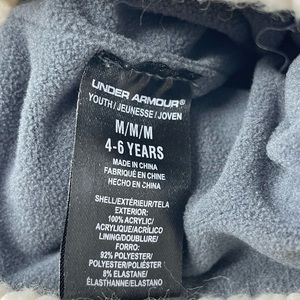 UNDER ARMOUR®
YOUTH/JEUNESSE/JOVEN
M/M/M
4-6 YEARS
MADE IN CHINA
FABRIQUÉ EN CHINE
HECHO EN CHINA
SHELL/EXTÉRIEUR/TELA
EXTERIOR:
100% ACRYLIC/
ACRYLIQUE/ACRÍLICO
LINING/DOUBLURE/
FORRO:
92% POLYESTER/
POLYESTER/POLIÉSTER
8% ELASTANE/
ÉLASTHANNE/ELASTANO